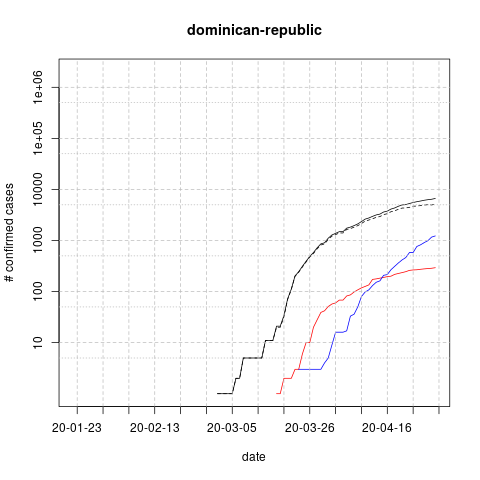 dominican-republic
# confirmed cases
1e+06
1e+05
10000
1000
100
10
20-01-23
20-02-13
20-03-05
20-03-26
20-04-16
date